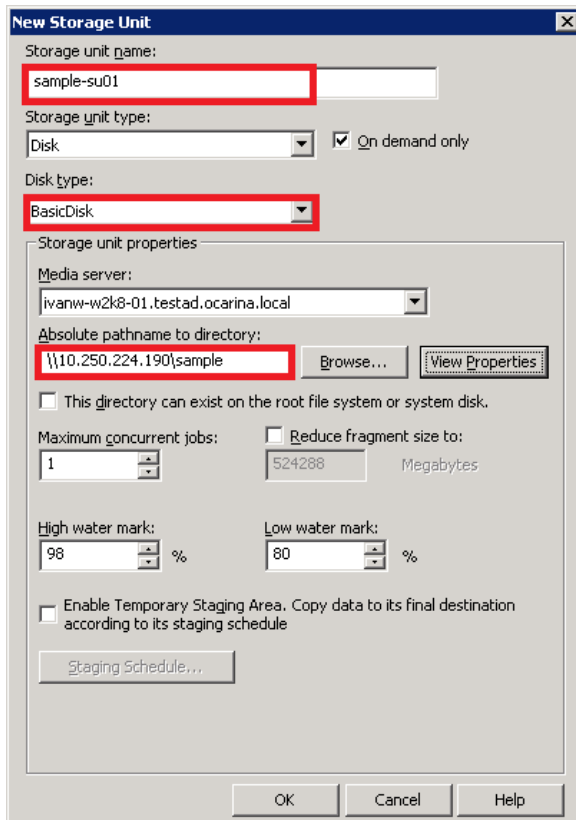 New Storage Unit
Storage unit name:
sample-su01
Storage unit type:
Disk
On demand only
Disk type:
BasicDisk
Storage unit properties
Media server:
ivanw-w2k8-01.testad.ocarina.local
Absolute pathname to directory:
\\10.250.224.190\sample
Browse...
View Properties
This directory can exist on the root file system or system disk.
Maximum concurrent jobs:
Reduce fragment size to:
1
524288
Megabytes
High water mark:
Low water mark:
98
%
80
%
Enable Temporary Staging Area. Copy data to its final destination
according to its staging schedule
Staging Schedule...
OK
Cancel
Help